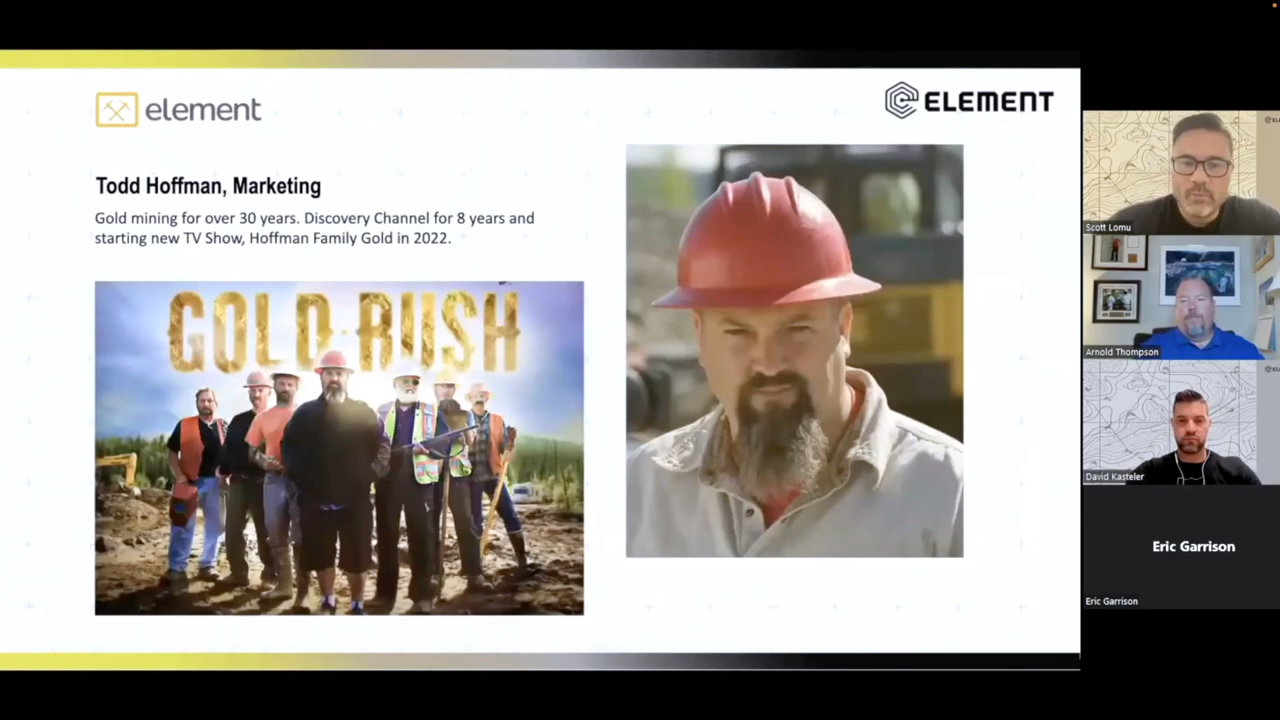 element
ELEMENT
Todd Hoffman, Marketing
Gold mining for over 30 years. Discovery Channel for 8 years and
starting new TV Show, Hoffman Family Gold in 2022.
GOLD RUSH
Scott Lomu
Arnold Thompson
David Kasteler
Eric Garrison
Eric Garrison